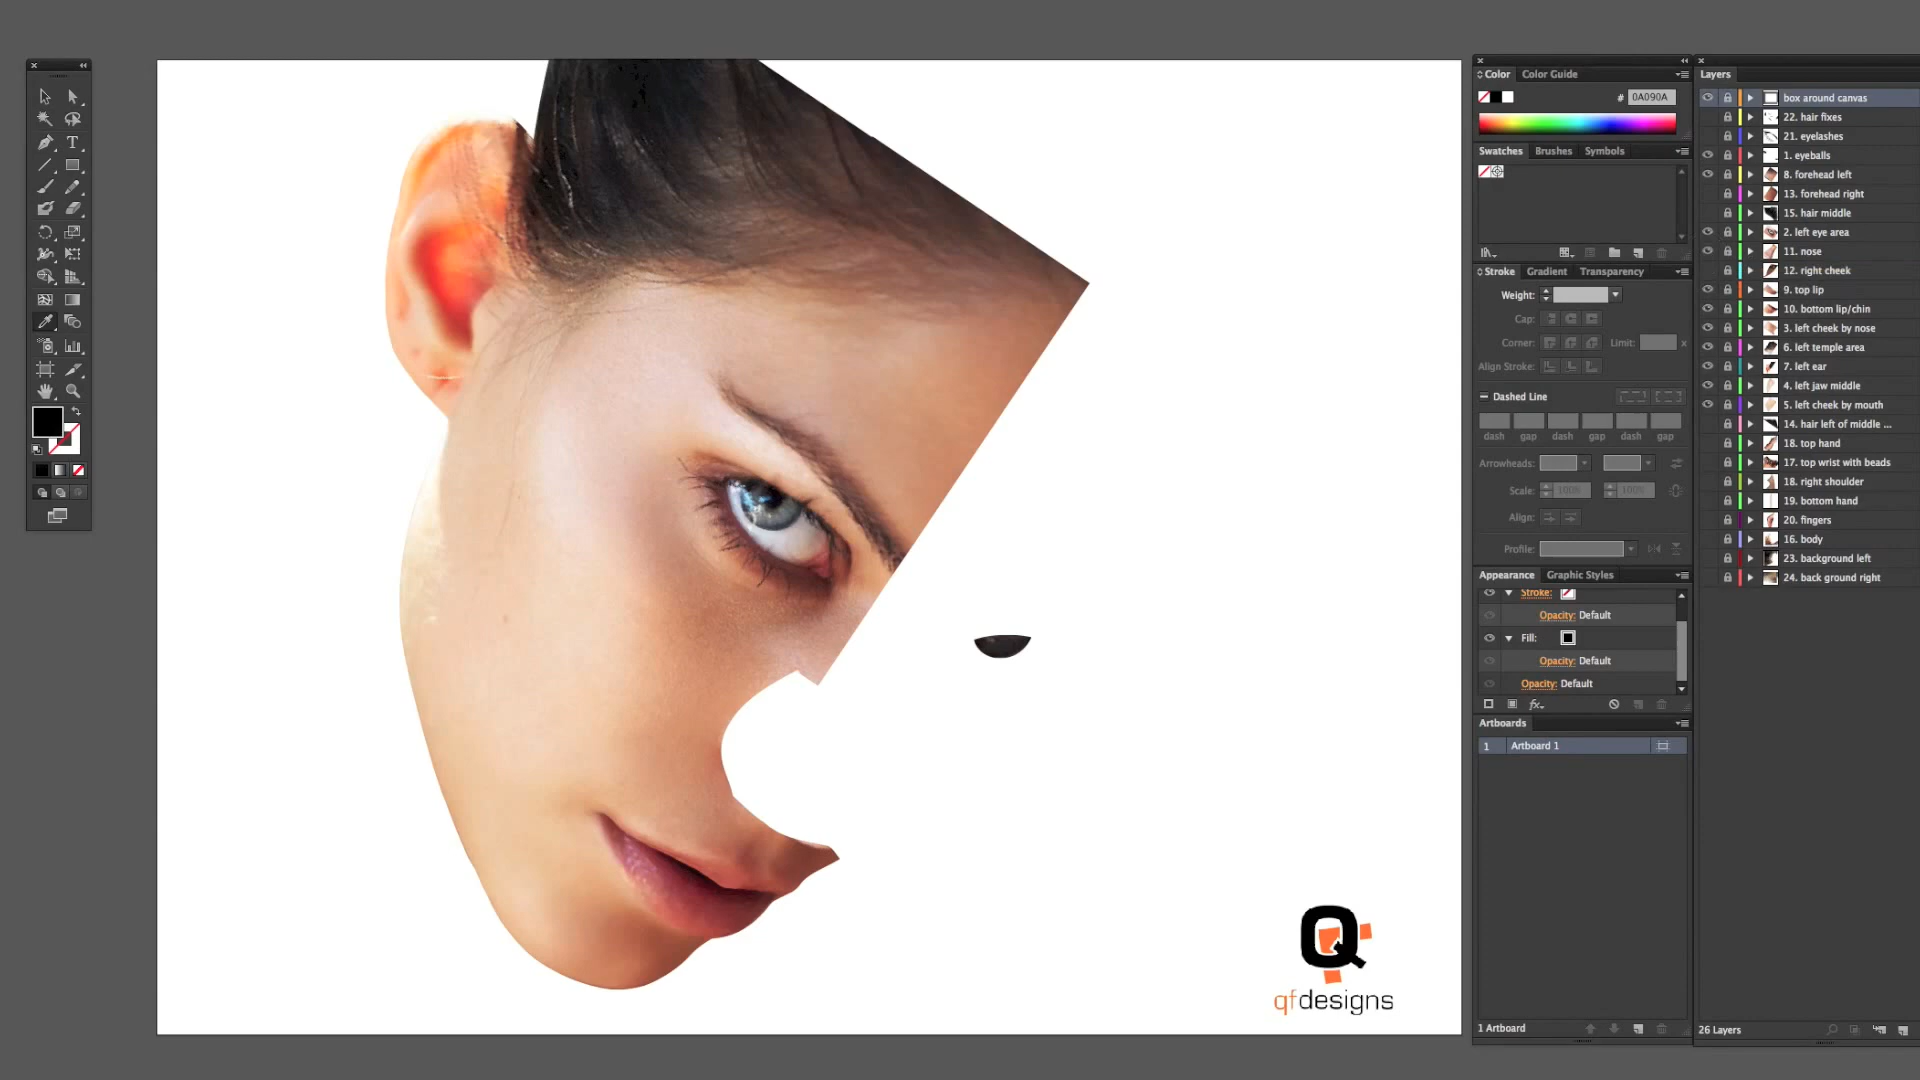 Color Color Guide
# 0A090A
Swatches Brushes Symbols
Stroke Gradient Transparency
Weight:
Cap:
Corner: Limit: x
Align Stroke:
Dashed Line
dash gap dash gap dash gap
Arrowheads:
Scale: 100% 100%
Align:
Profile:
Appearance Graphic Styles
Stroke:
Opacity: Default
Fill:
Opacity: Default
Opacity: Default
fx
Artboards
1 Artboard 1
1 Artboard
Layers
box around canvas
22. hair fixes
21. eyelashes
1. eyeballs
8. forehead left
13. forehead right
15. hair middle
2. left eye area
11. nose
12. right cheek
9. top lip
10. bottom lip/chin
3. left cheek by nose
6. left temple area
7. left ear
4. left jaw middle
5. left cheek by mouth
14. hair left of middle ...
18. top hand
17. top wrist with beads
18. right shoulder
19. bottom hand
20. fingers
16. body
23. background left
24. back ground right
26 Layers
T
Q
qfdesigns